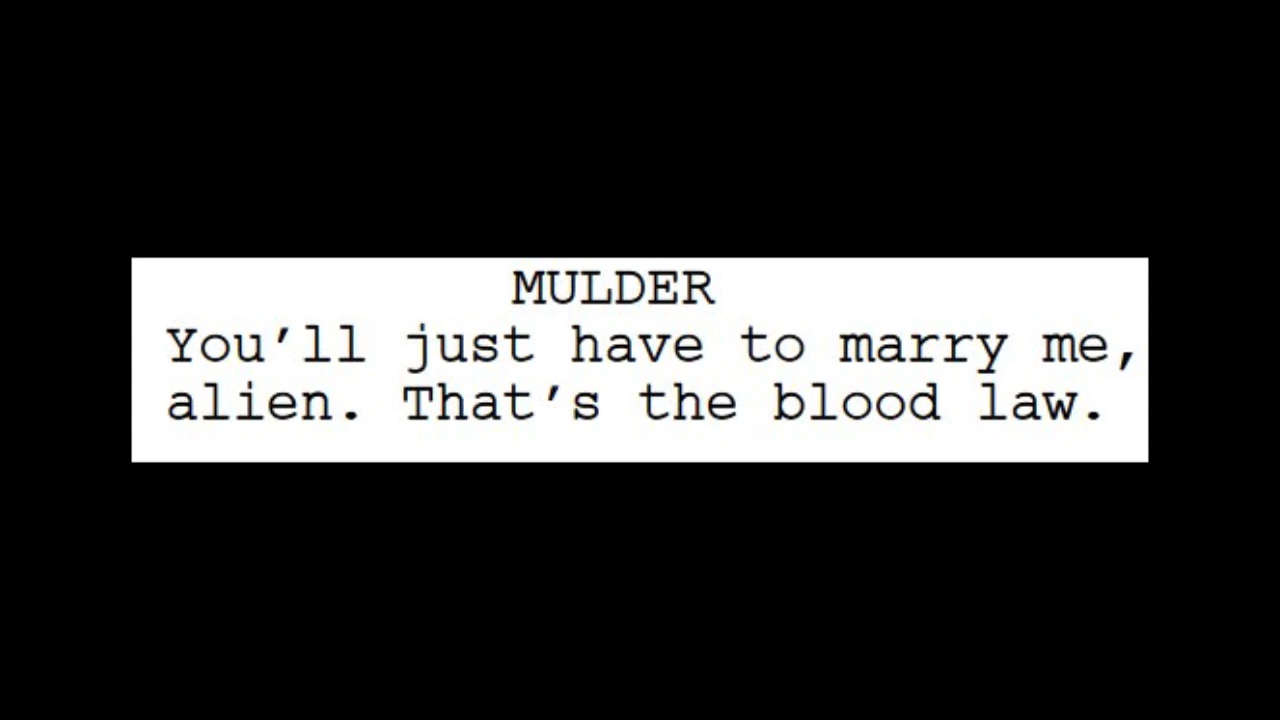 MULDER
You’ll just have to marry me,
alien. That’s the blood law.